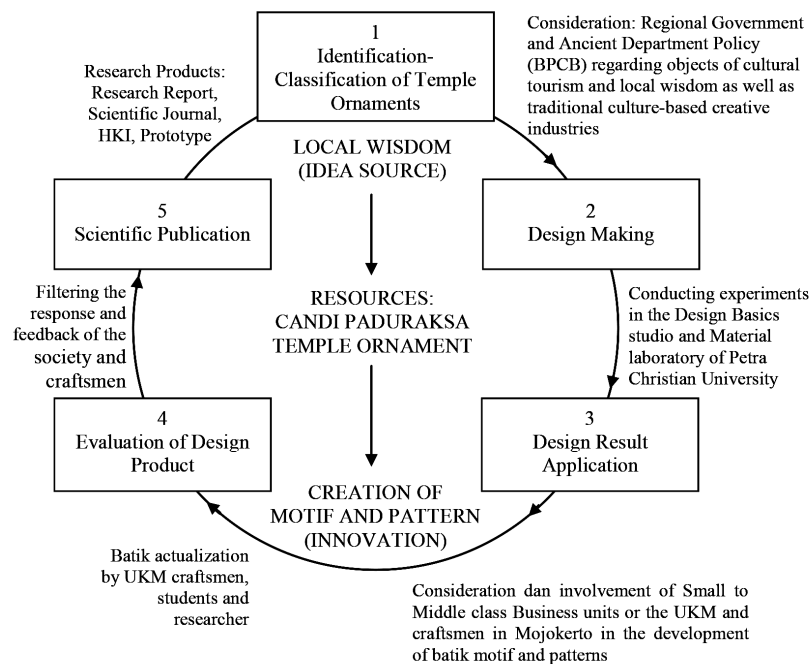 1
Identification-
Classification of Temple
Ornaments
Consideration: Regional Government
and Ancient Department Policy
(BPCB) regarding objects of cultural
tourism and local wisdom as well as
traditional culture-based creative
industries
2
Design Making
Conducting experiments
in the Design Basics
studio and Material
laboratory of Petra
Christian University
3
Design Result
Application
Consideration dan involvement of Small to
Middle class Business units or the UKM and
craftsmen in Mojokerto in the development
of batik motif and patterns
Batik actualization
by UKM craftsmen,
students and
researcher
4
Evaluation of Design
Product
Filtering the
response and
feedback of the
society and
craftsmen
5
Scientific Publication
Research Products:
Research Report,
Scientific Journal,
HKI, Prototype
LOCAL WISDOM
(IDEA SOURCE)
RESOURCES:
CANDI PADURAKSA
TEMPLE ORNAMENT
CREATION OF
MOTIF AND PATTERN
(INNOVATION)